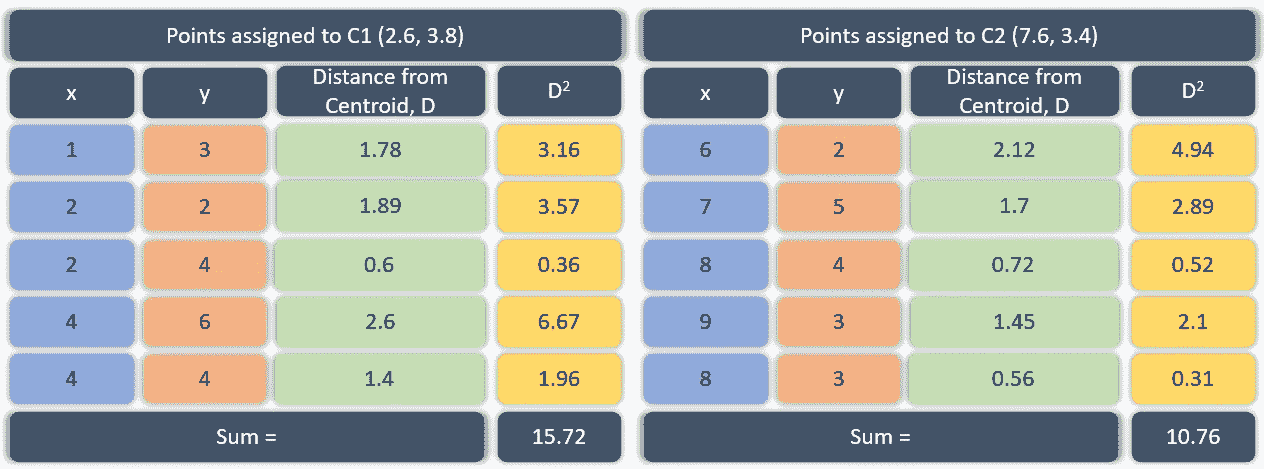 Points assigned to C1 (2.6, 3.8)
x y Distance from Centroid, D D²
1 3 1.78 3.16
2 2 1.89 3.57
2 4 0.6 0.36
4 6 2.6 6.67
4 4 1.4 1.96
Sum = 15.72
Points assigned to C2 (7.6, 3.4)
x y Distance from Centroid, D D²
6 2 2.12 4.94
7 5 1.7 2.89
8 4 0.72 0.52
9 3 1.45 2.1
8 3 0.56 0.31
Sum = 10.76